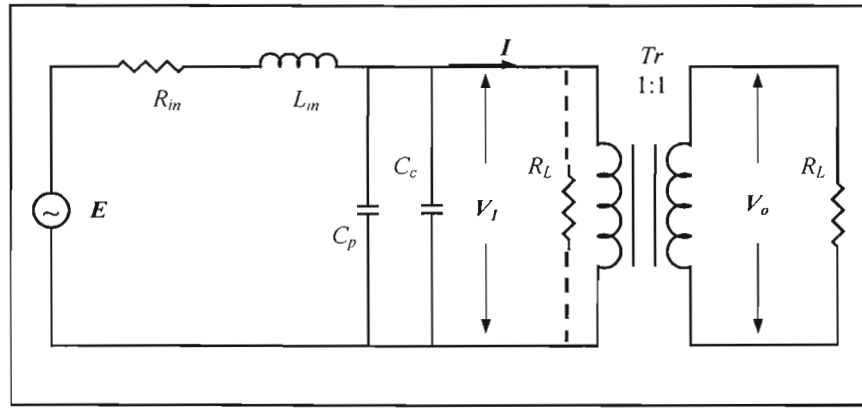 I
Tr
1:1
R_in
L_in
C_c
R_L
R_L
E
V_I
V_o
C_p